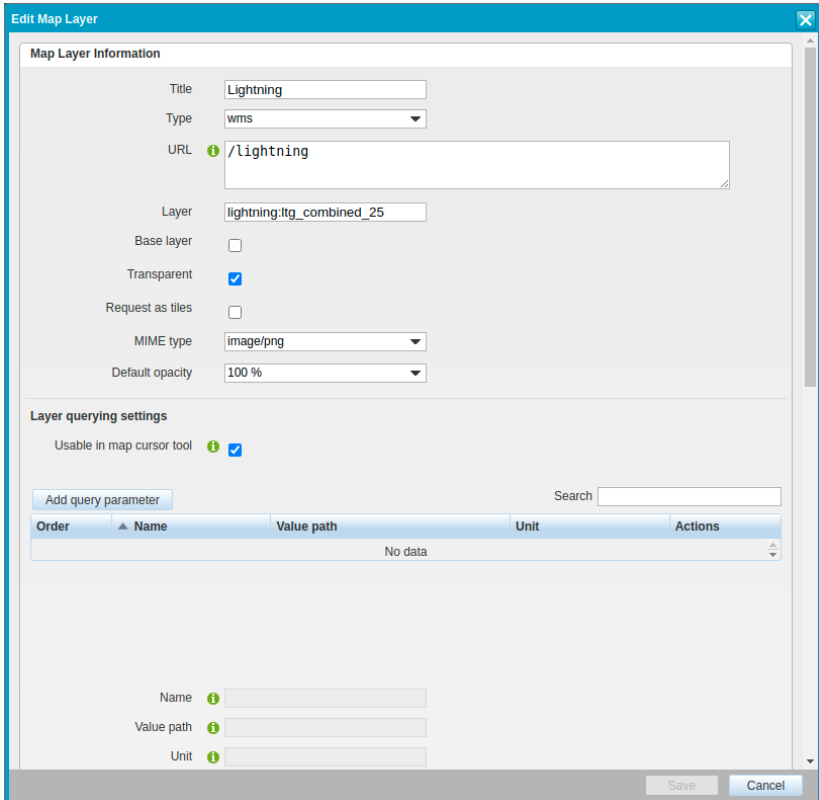 Edit Map Layer
Map Layer Information
Title Lightning
Type wms
URL /lightning
Layer lightning:ltg_combined_25
Base layer
Transparent
Request as tiles
MIME type image/png
Default opacity 100 %
Layer querying settings
Usable in map cursor tool
Add query parameter Search
Order Name Value path Unit Actions
No data
Name
Value path
Unit
Save Cancel